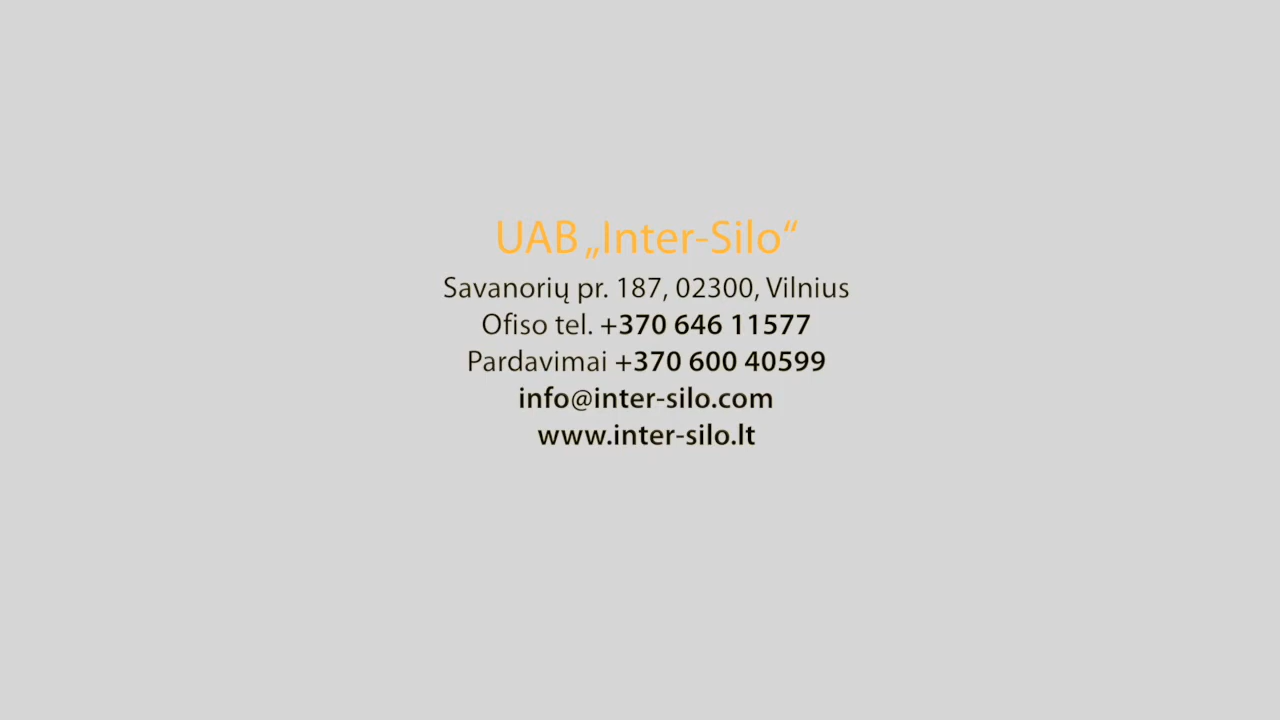 UAB „Inter-Silo“
Savanorių pr. 187, 02300, Vilnius
Ofiso tel. +370 646 11577
Pardavimai +370 600 40599
info@inter-silo.com
www.inter-silo.lt